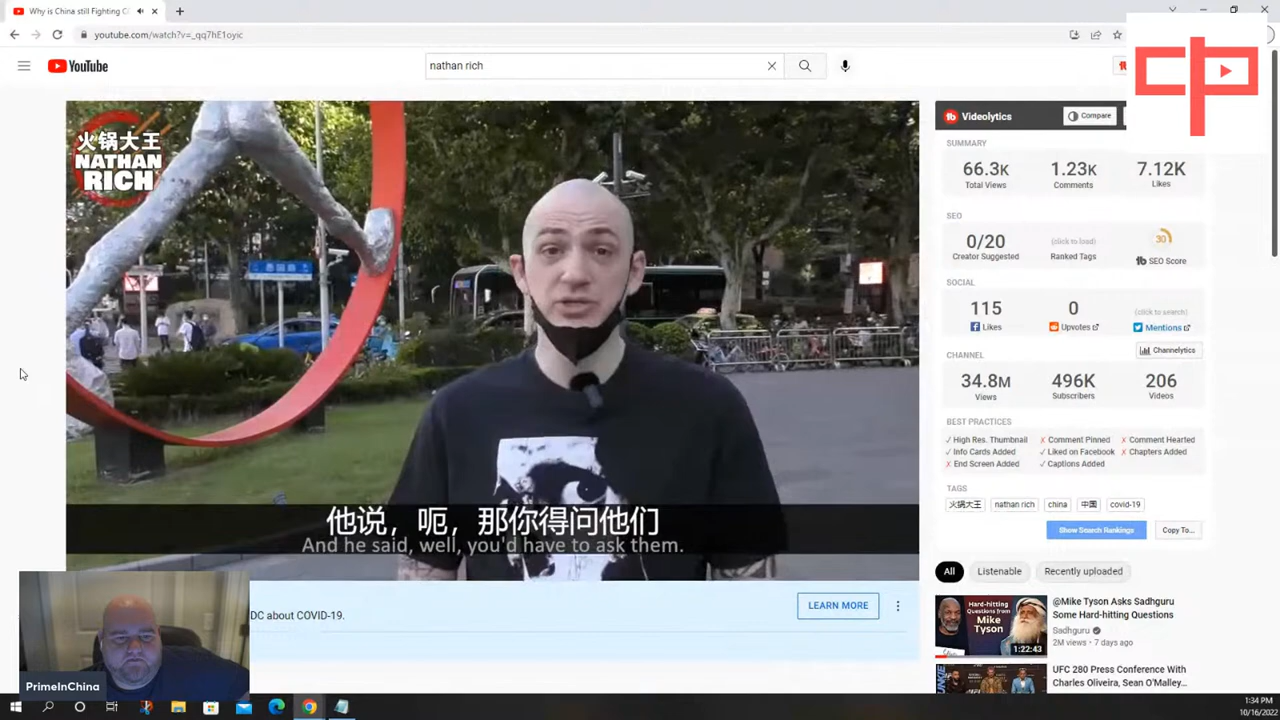 Why is China still Fighting C
youtube.com/watch?v=_qq7hE1oyic
YouTube
nathan rich
中
火锅大王
NATHAN
RICH
他说，呃，那你得问他们
And he said, well, you'd have to ask them.
DC about COVID-19.
LEARN MORE
PrimeInChina
Videolytics
Compare
SUMMARY
66.3K
1.23K
7.12K
Total Views
Comments
Likes
SEO
0/20
(click to load)
30
Creator Suggested
Ranked Tags
SEO Score
SOCIAL
115
0
(click to search)
Likes
Upvotes
Mentions
Channelytics
CHANNEL
34.8M
496K
206
Views
Subscribers
Videos
BEST PRACTICES
✓ High Res. Thumbnail
✗ Comment Pinned
✗ Comment Hearted
✓ Info Cards Added
✓ Liked on Facebook
✗ Chapters Added
✗ End Screen Added
✓ Captions Added
TAGS
火锅大王
nathan rich
china
中国
covid-19
Show Search Rankings
Copy To...
All
Listenable
Recently uploaded
Hard-hitting
Questions from
Mike
Tyson
1:22:43
@Mike Tyson Asks Sadhguru
Some Hard-hitting Questions
Sadhguru
2M views • 7 days ago
UFC 280 Press Conference With
Charles Oliveira, Sean O'Malley...
1:34 PM
10/16/2022